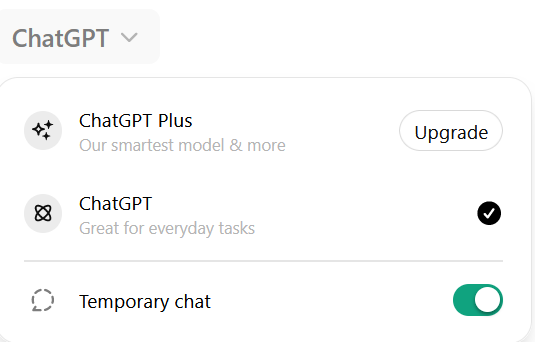 ChatGPT
ChatGPT Plus
Our smartest model & more
Upgrade
ChatGPT
Great for everyday tasks
Temporary chat